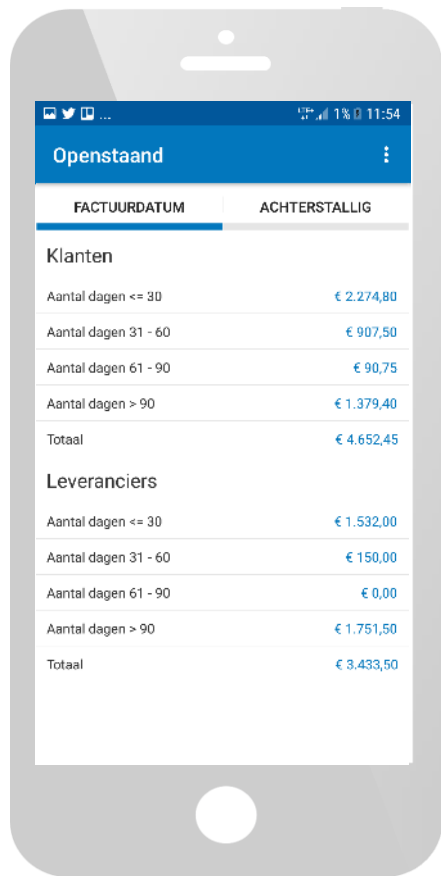 ... LTE+ 1% 11:54
Openstaand
FACTUURDATUM ACHTERSTALLIG
Klanten
Aantal dagen <= 30 € 2.274,80
Aantal dagen 31 - 60 € 907,50
Aantal dagen 61 - 90 € 90,75
Aantal dagen > 90 € 1.379,40
Totaal € 4.652,45
Leveranciers
Aantal dagen <= 30 € 1.532,00
Aantal dagen 31 - 60 € 150,00
Aantal dagen 61 - 90 € 0,00
Aantal dagen > 90 € 1.751,50
Totaal € 3.433,50